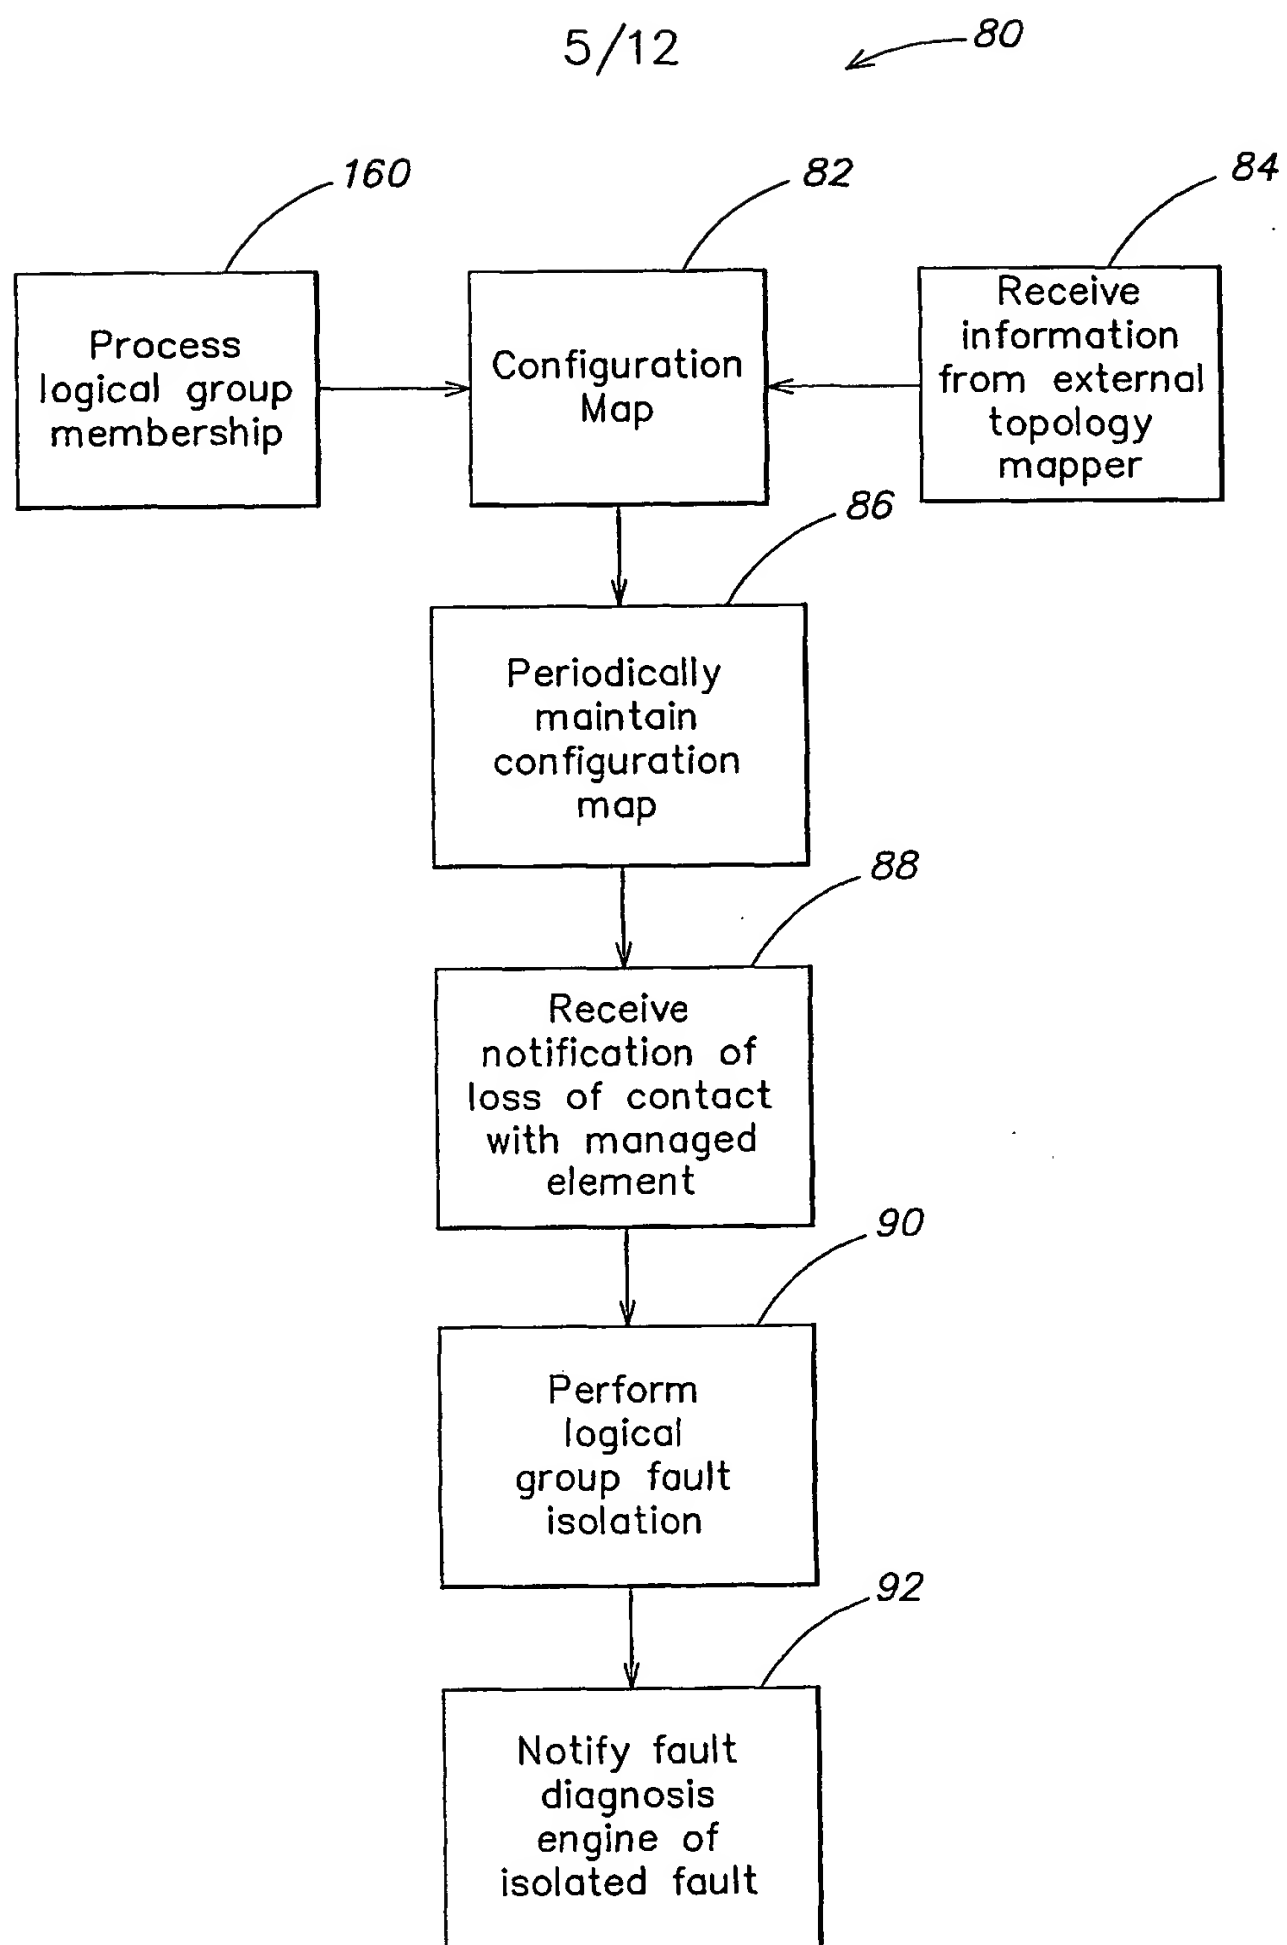 5/12
80
160
82
84
Process
logical group
membership
Configuration
Map
Receive
information
from external
topology
mapper
86
Periodically
maintain
configuration
map
88
Receive
notification of
loss of contact
with managed
element
90
Perform
logical
group fault
isolation
92
Notify fault
diagnosis
engine of
isolated fault